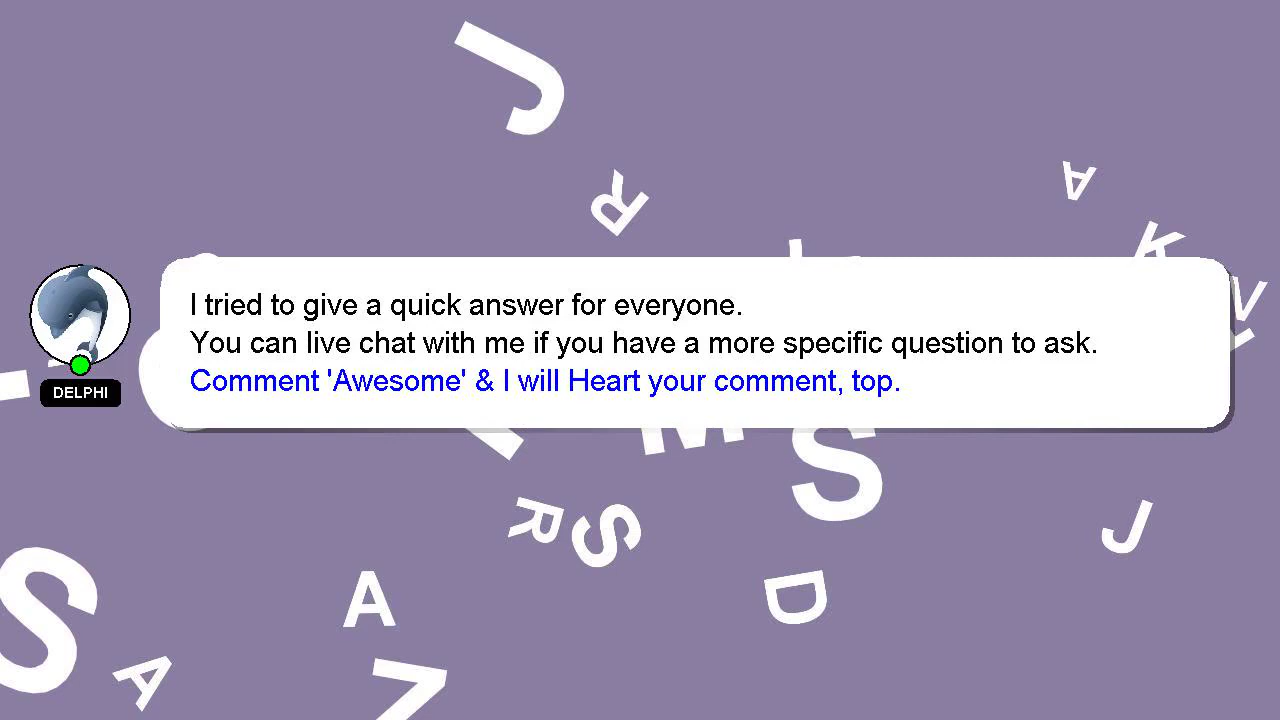 J
R
A
K
V
I tried to give a quick answer for everyone.
You can live chat with me if you have a more specific question to ask.
Comment 'Awesome' & I will Heart your comment, top.
DELPHI
M
S
R
S
J
D
A
S
A
Z